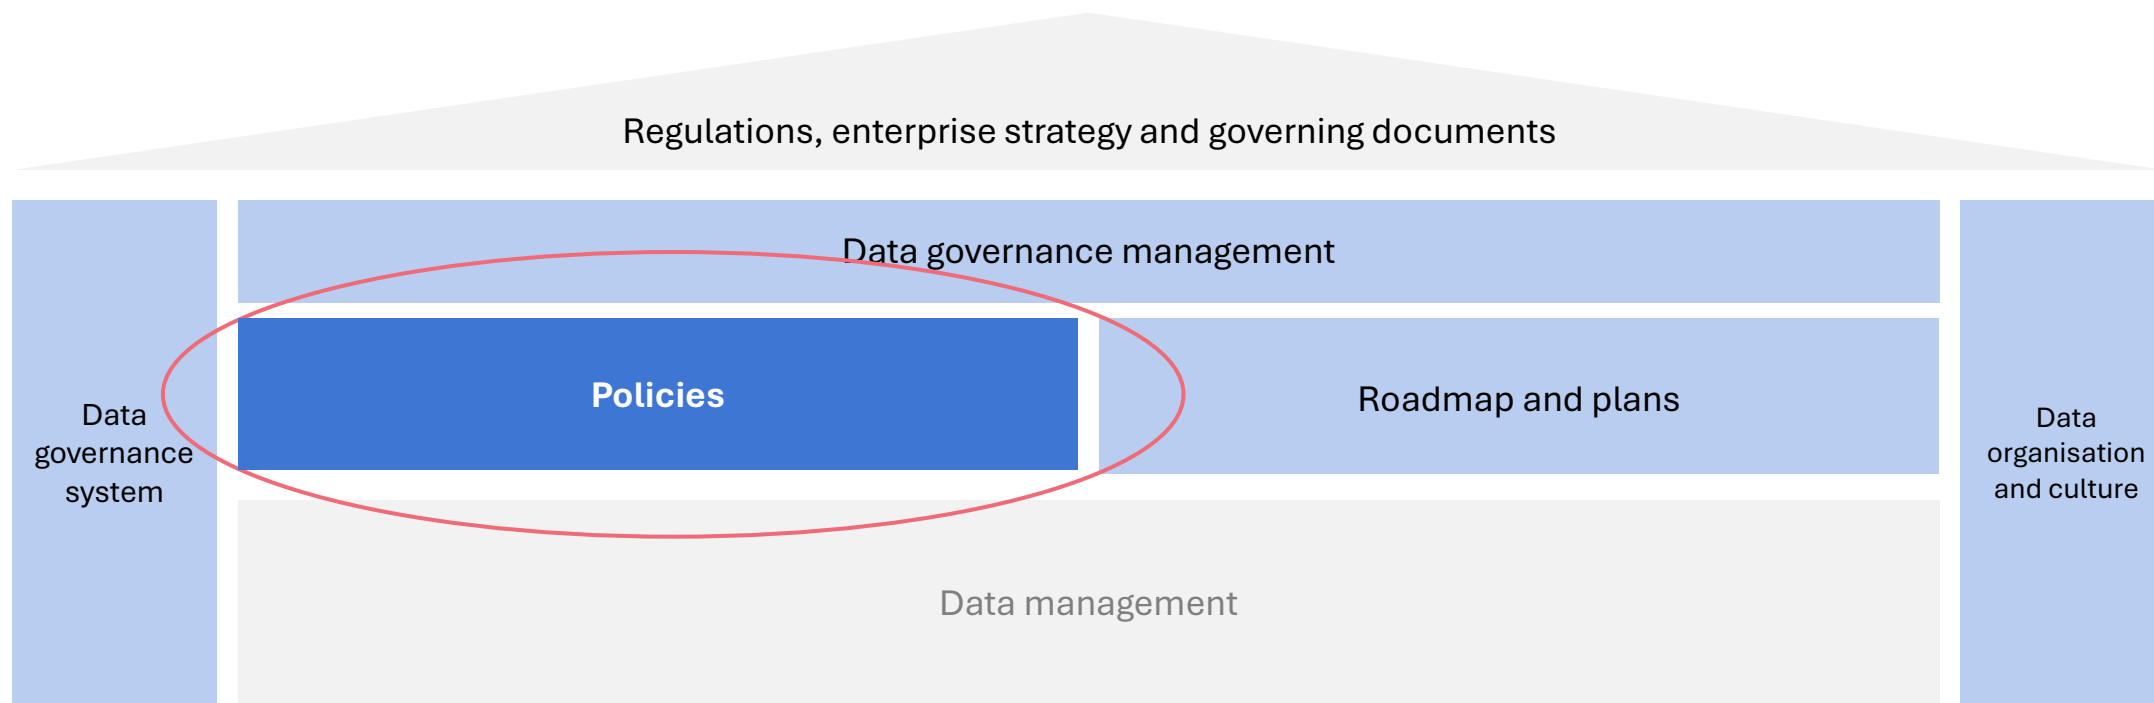 Regulations, enterprise strategy and governing documents
Data governance management
Policies
Roadmap and plans
Data
governance
system
Data
organisation
and culture
Data management